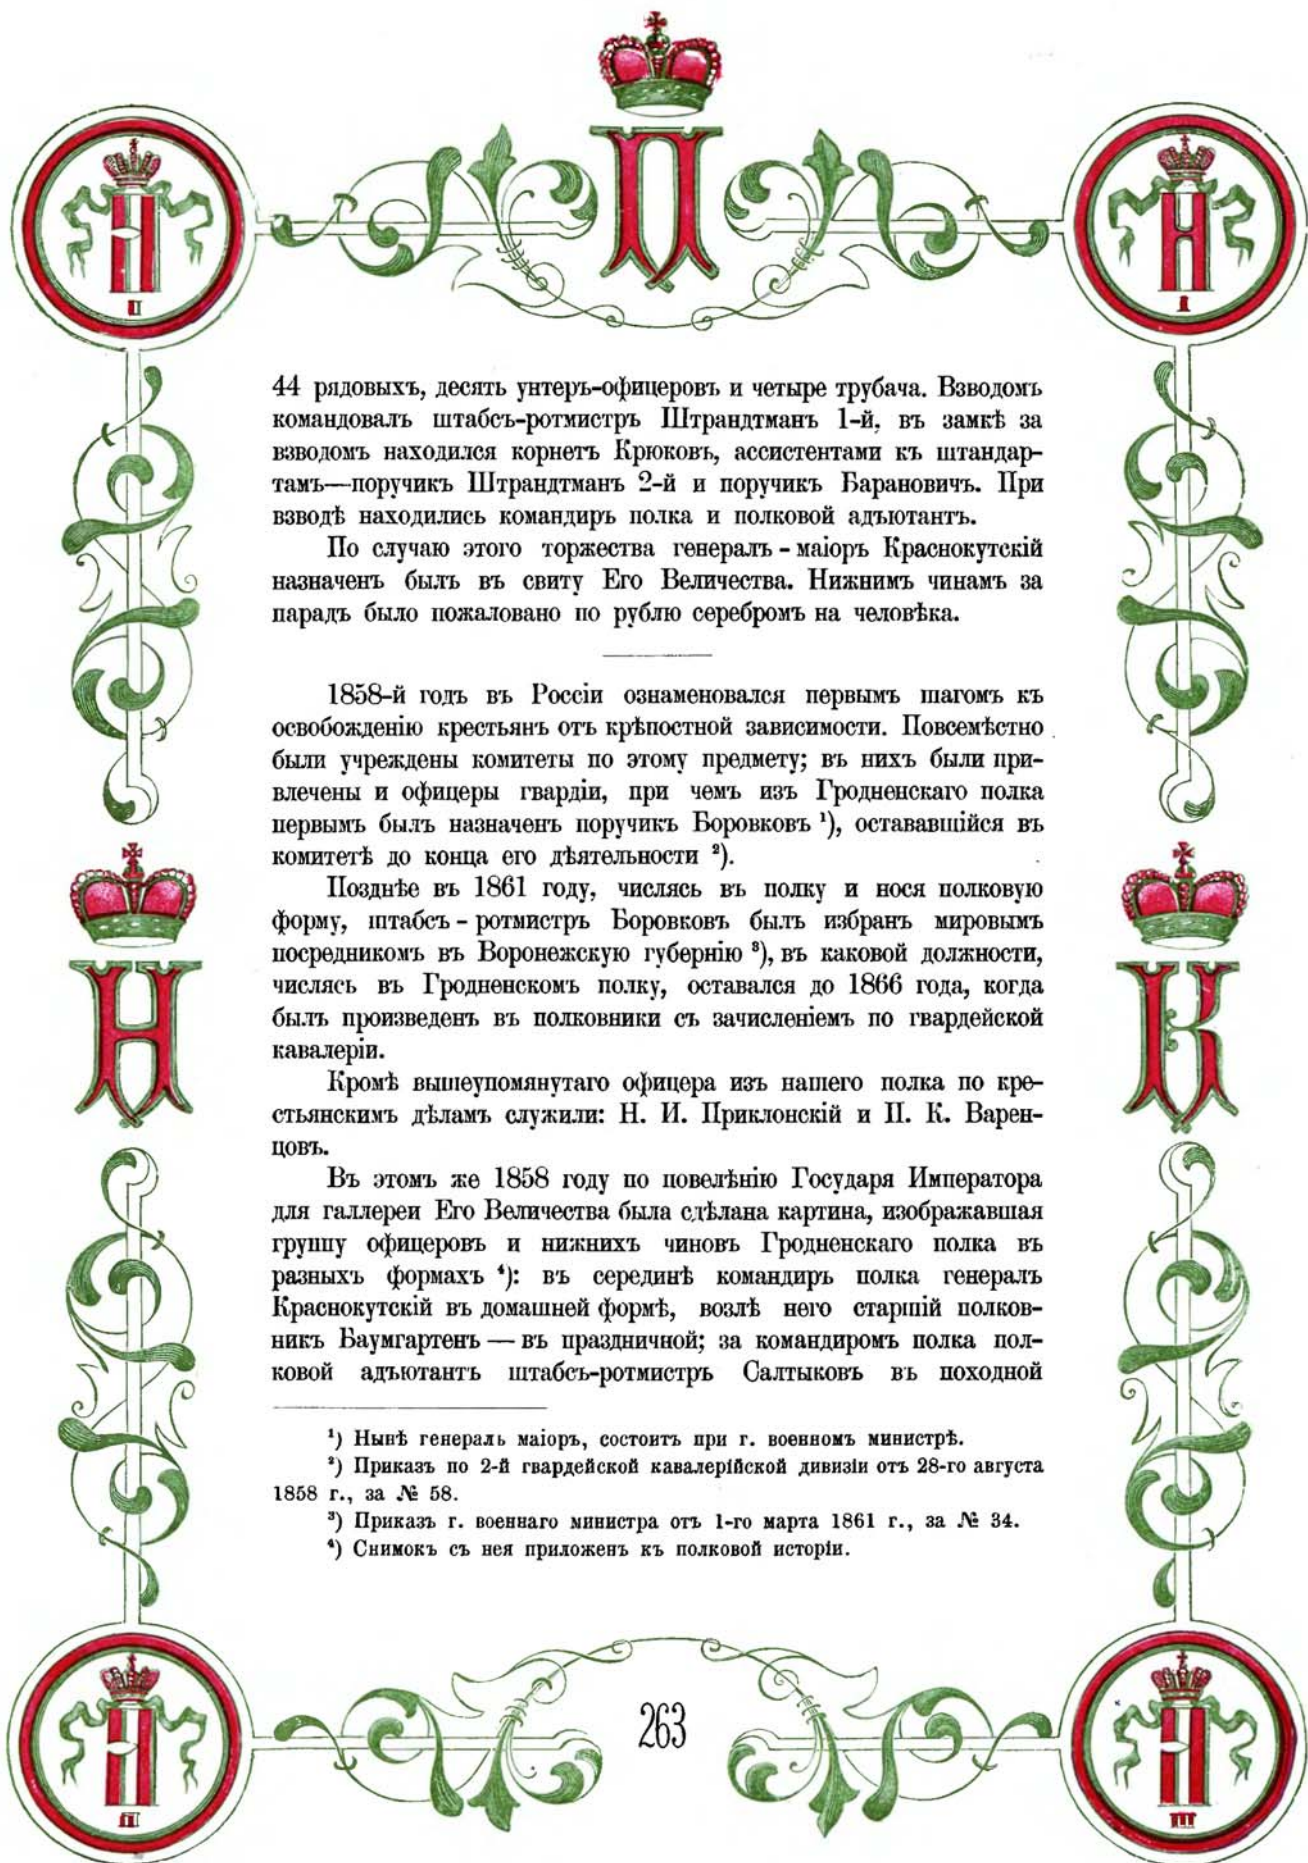 П
44 рядовыхъ, десять унтеръ-офицеровъ и четыре трубача. Взводомъ
командовалъ штабсъ-ротмистръ Штрандтманъ 1-й, въ замкѣ за
взводомъ находился корнетъ Крюковъ, ассистентами къ штандар-
тамъ—поручикъ Штрандтманъ 2-й и поручикъ Барановичъ. При
взводѣ находились командиръ полка и полковой адъютантъ.
По случаю этого торжества генералъ-маіоръ Краснокутскій
назначенъ былъ въ свиту Его Величества. Нижнимъ чинамъ за
парадъ было пожаловано по рублю серебромъ на человѣка.
1858-й годъ въ Россіи ознаменовался первымъ шагомъ къ
освобожденію крестьянъ отъ крѣпостной зависимости. Повсемѣстно
были учреждены комитеты по этому предмету; въ нихъ были при-
влечены и офицеры гвардіи, при чемъ изъ Гродненскаго полка
первымъ былъ назначенъ поручикъ Боровковъ ¹), остававшійся въ
комитетѣ до конца его дѣятельности ²).
Позднѣе въ 1861 году, числясь въ полку и нося полковую
форму, штабсъ-ротмистръ Боровковъ былъ избранъ мировымъ
посредникомъ въ Воронежскую губернію ³), въ каковой должности,
числясь въ Гродненскомъ полку, оставался до 1866 года, когда
былъ произведенъ въ полковники съ зачисленіемъ по гвардейской
кавалеріи.
Кромѣ вышеупомянутаго офицера изъ нашего полка по кре-
стьянскимъ дѣламъ служили: Н. И. Приклонскій и П. К. Варен-
цовъ.
Въ этомъ же 1858 году по повелѣнію Государя Императора
для галлереи Его Величества была сдѣлана картина, изображавшая
группу офицеровъ и нижнихъ чиновъ Гродненскаго полка въ
разныхъ формахъ ⁴): въ серединѣ командиръ полка генералъ
Краснокутскій въ домашней формѣ, возлѣ него старшій полков-
никъ Баумгартенъ — въ праздничной; за командиромъ полка пол-
ковой адъютантъ штабсъ-ротмистръ Салтыковъ въ походной
¹) Нынѣ генералъ маіоръ, состоитъ при г. военномъ министрѣ.
²) Приказъ по 2-й гвардейской кавалерійской дивизіи отъ 28-го августа
1858 г., за № 58.
³) Приказъ г. военнаго министра отъ 1-го марта 1861 г., за № 34.
⁴) Снимокъ съ нея приложенъ къ полковой исторіи.
Н
К
263